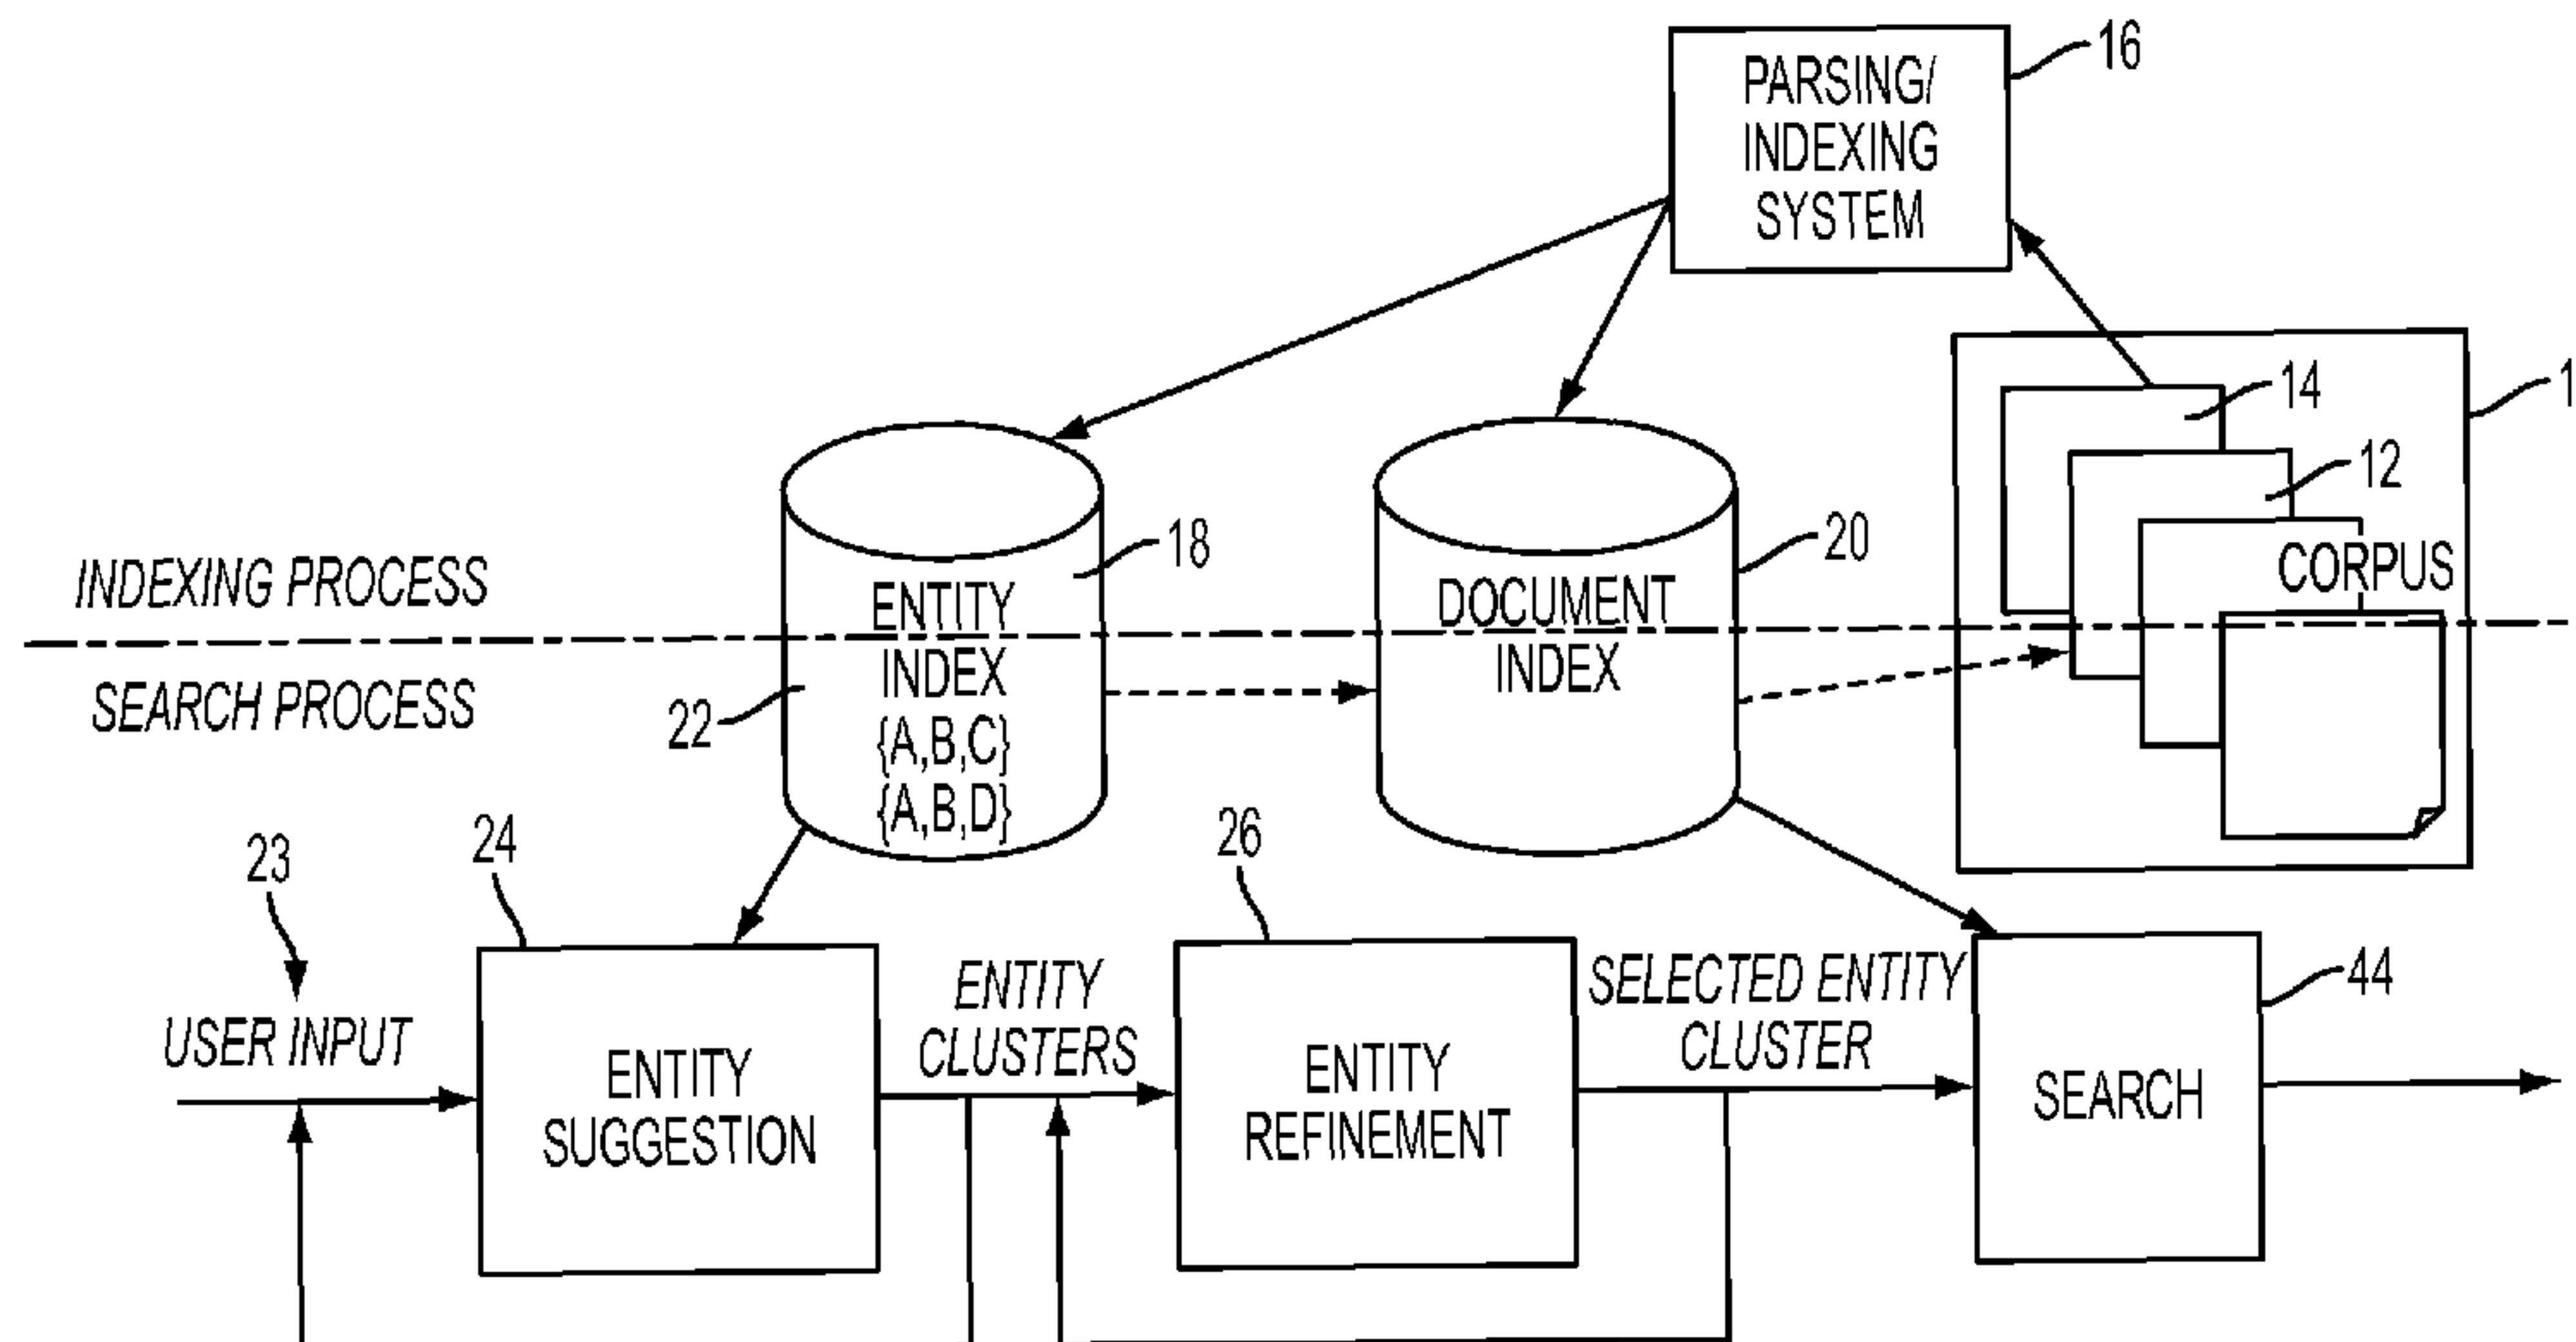 PARSING/
INDEXING
SYSTEM
16
14
1
12
CORPUS
18
20
INDEXING PROCESS
ENTITY
INDEX
{A,B,C}
{A,B,D}
DOCUMENT
INDEX
SEARCH PROCESS
22
23
24
26
USER INPUT
ENTITY
SUGGESTION
ENTITY
CLUSTERS
ENTITY
REFINEMENT
SELECTED ENTITY
CLUSTER
44
SEARCH